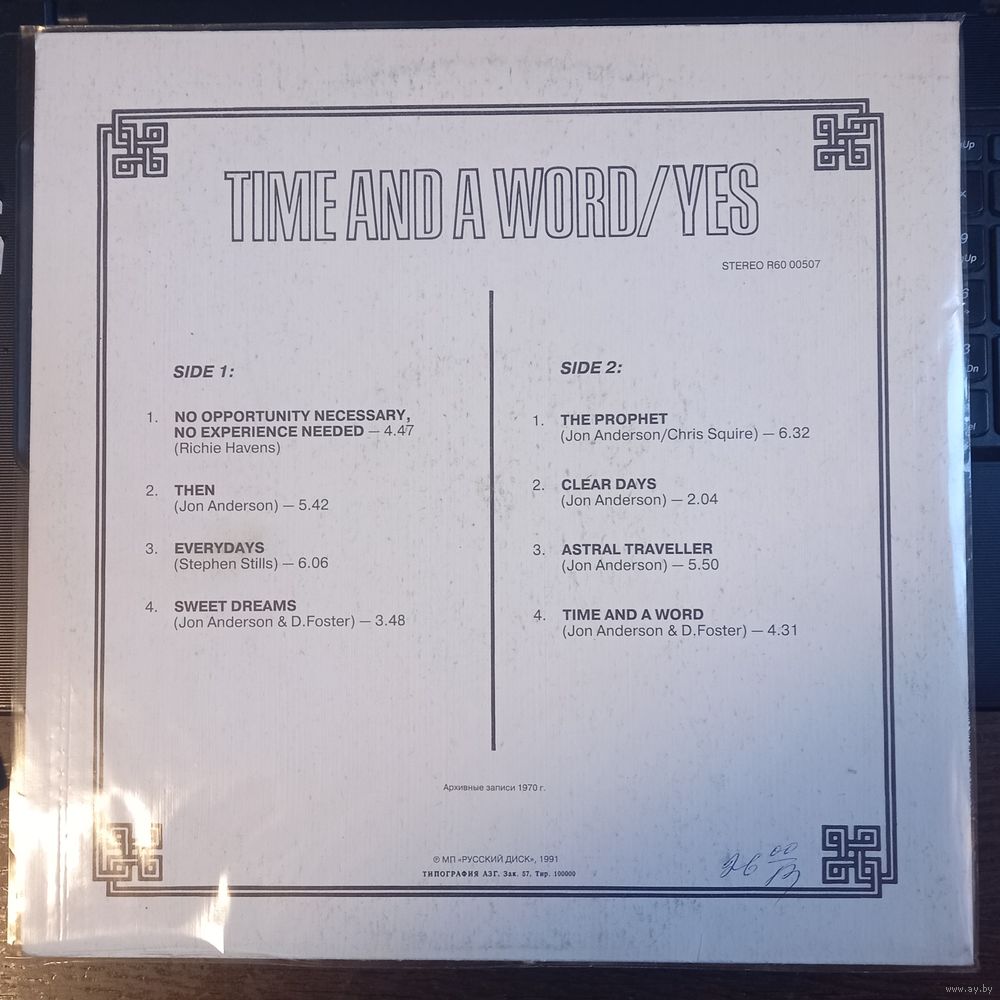 TIME AND A WORD/YES
STEREO R60 00507
SIDE 1:
1. NO OPPORTUNITY NECESSARY,
NO EXPERIENCE NEEDED — 4.47
(Richie Havens)
2. THEN
(Jon Anderson) — 5.42
3. EVERYDAYS
(Stephen Stills) — 6.06
4. SWEET DREAMS
(Jon Anderson & D.Foster) — 3.48
SIDE 2:
1. THE PROPHET
(Jon Anderson/Chris Squire) — 6.32
2. CLEAR DAYS
(Jon Anderson) — 2.04
3. ASTRAL TRAVELLER
(Jon Anderson) — 5.50
4. TIME AND A WORD
(Jon Anderson & D.Foster) — 4.31
Архивные записи 1970 г.
℗ МП «РУССКИЙ ДИСК», 1991
ТИПОГРАФИЯ АЗГ. Зак. 57. Тир. 100000
www.ay.by